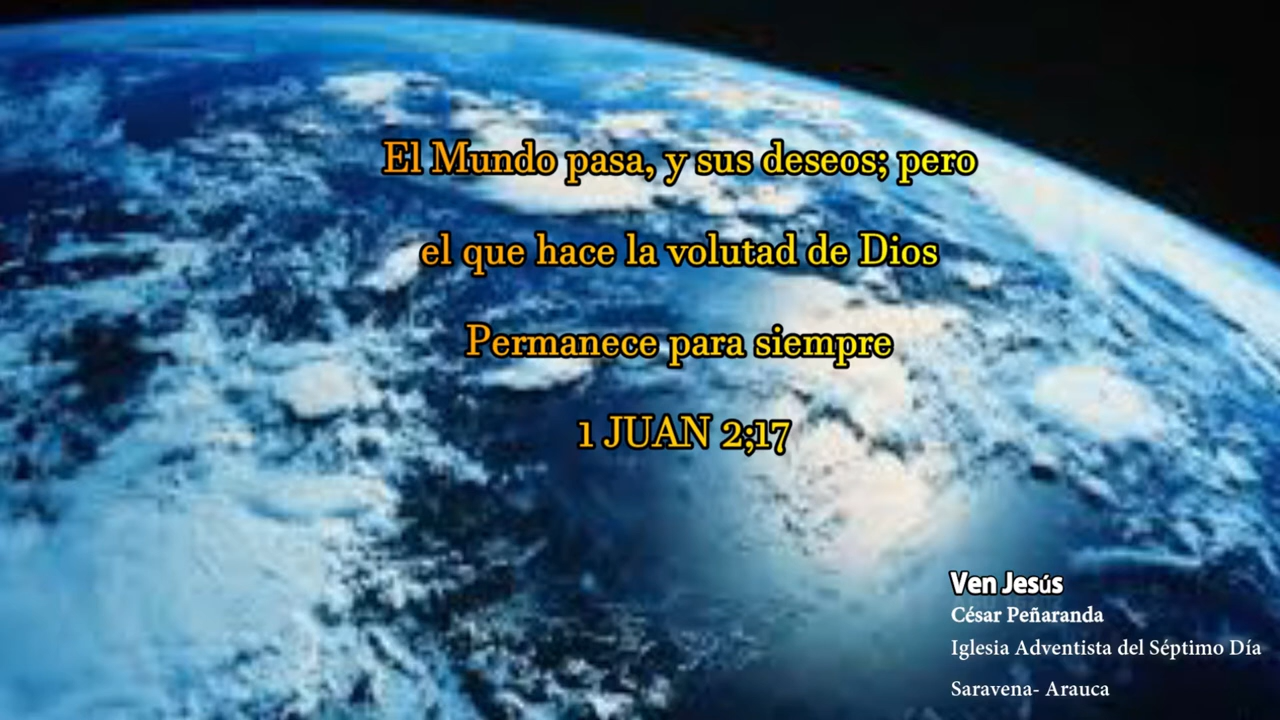 El Mundo pasa, y sus deseos; pero
el que hace la volutad de Dios
Permanece para siempre
1 JUAN 2;17
Ven Jesús
César Peñaranda
Iglesia Adventista del Séptimo Día
Saravena- Arauca